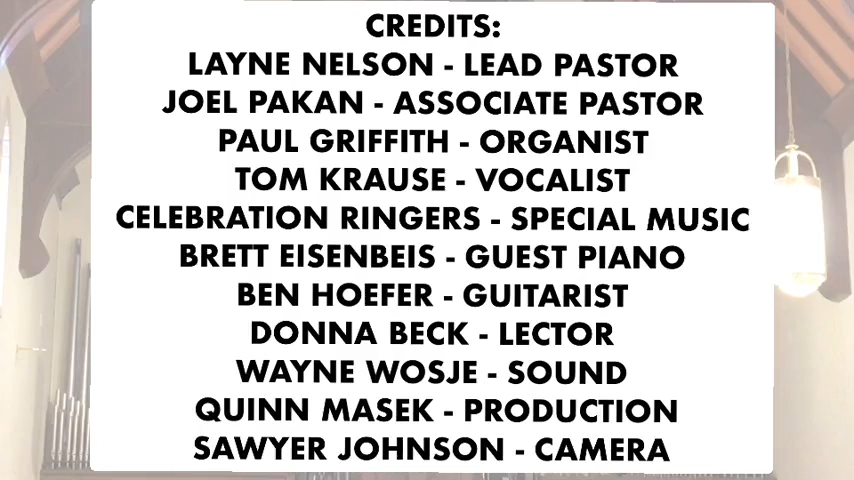 CREDITS:
LAYNE NELSON - LEAD PASTOR
JOEL PAKAN - ASSOCIATE PASTOR
PAUL GRIFFITH - ORGANIST
TOM KRAUSE - VOCALIST
CELEBRATION RINGERS - SPECIAL MUSIC
BRETT EISENBEIS - GUEST PIANO
BEN HOEFER - GUITARIST
DONNA BECK - LECTOR
WAYNE WOSJE - SOUND
QUINN MASEK - PRODUCTION
SAWYER JOHNSON - CAMERA